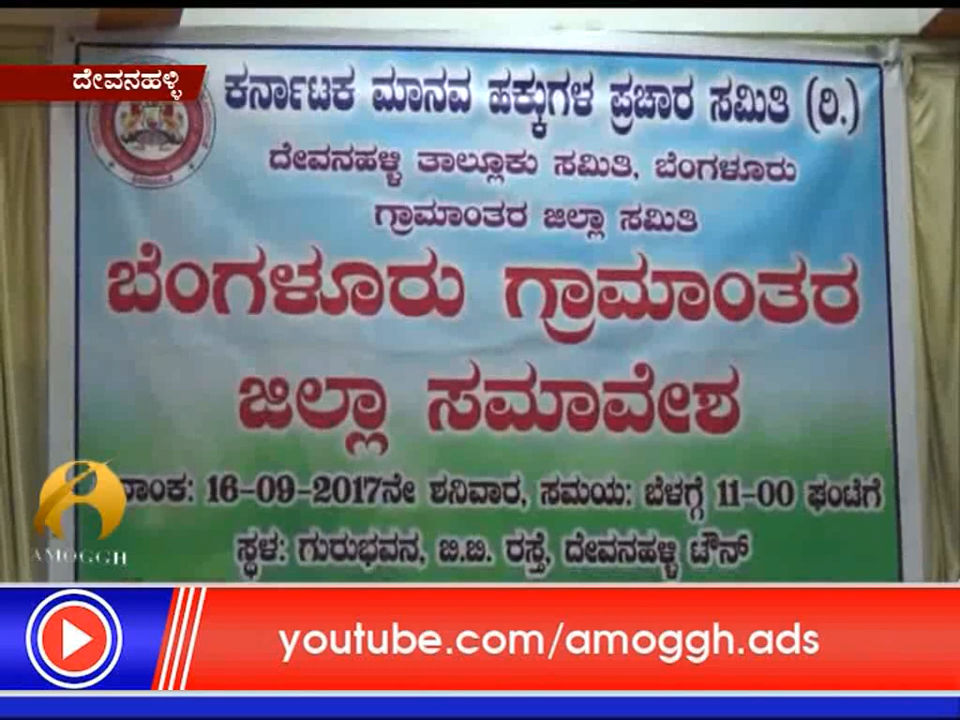 ದೇವನಹಳ್ಳಿ
ಕರ್ನಾಟಕ ಮಾನವ ಹಕ್ಕುಗಳ ಪ್ರಚಾರ ಸಮಿತಿ (ರಿ.)
ದೇವನಹಳ್ಳಿ ತಾಲ್ಲೂಕು ಸಮಿತಿ, ಬೆಂಗಳೂರು
ಗ್ರಾಮಾಂತರ ಜಿಲ್ಲಾ ಸಮಿತಿ
ಬೆಂಗಳೂರು ಗ್ರಾಮಾಂತರ
ಜಿಲ್ಲಾ ಸಮಾವೇಶ
ನಾಂಕ: 16-09-2017ನೇ ಶನಿವಾರ, ಸಮಯ: ಬೆಳಗ್ಗೆ 11-00 ಘಂಟೆಗೆ
ಸ್ಥಳ: ಗುರುಭವನ, ಬಿ.ಬಿ. ರಸ್ತೆ, ದೇವನಹಳ್ಳಿ ಟೌನ್
AMOGGH
youtube.com/amoggh.ads